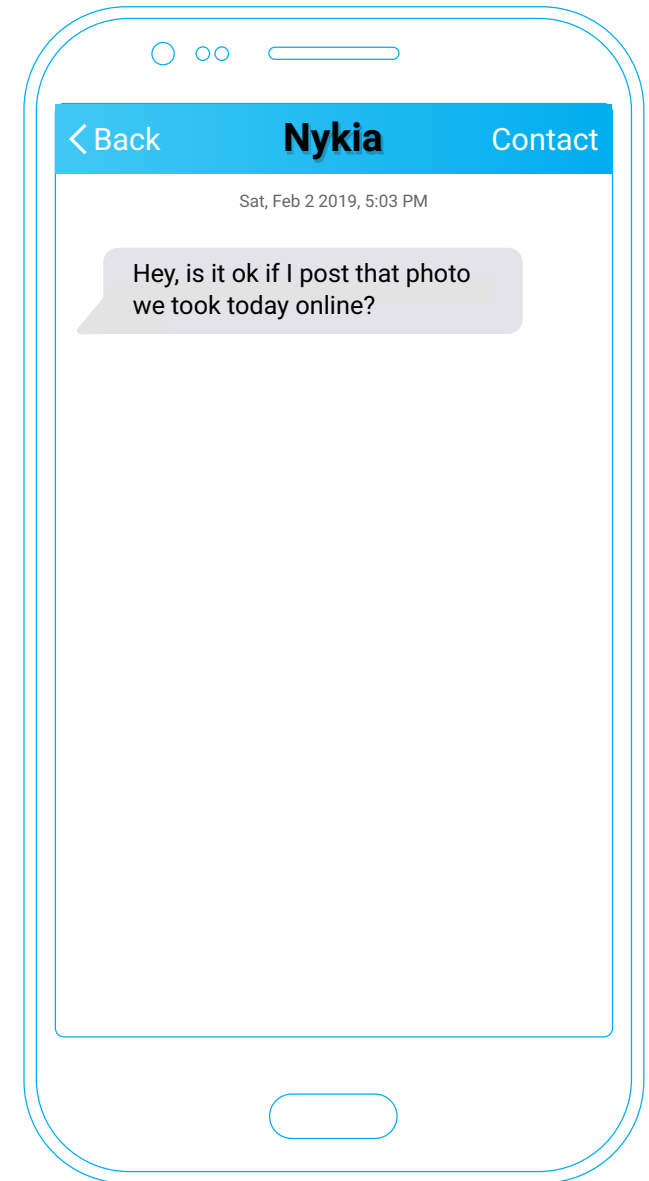 Back Nykia Contact
Sat, Feb 2 2019, 5:03 PM
Hey, is it ok if I post that photo
we took today online?